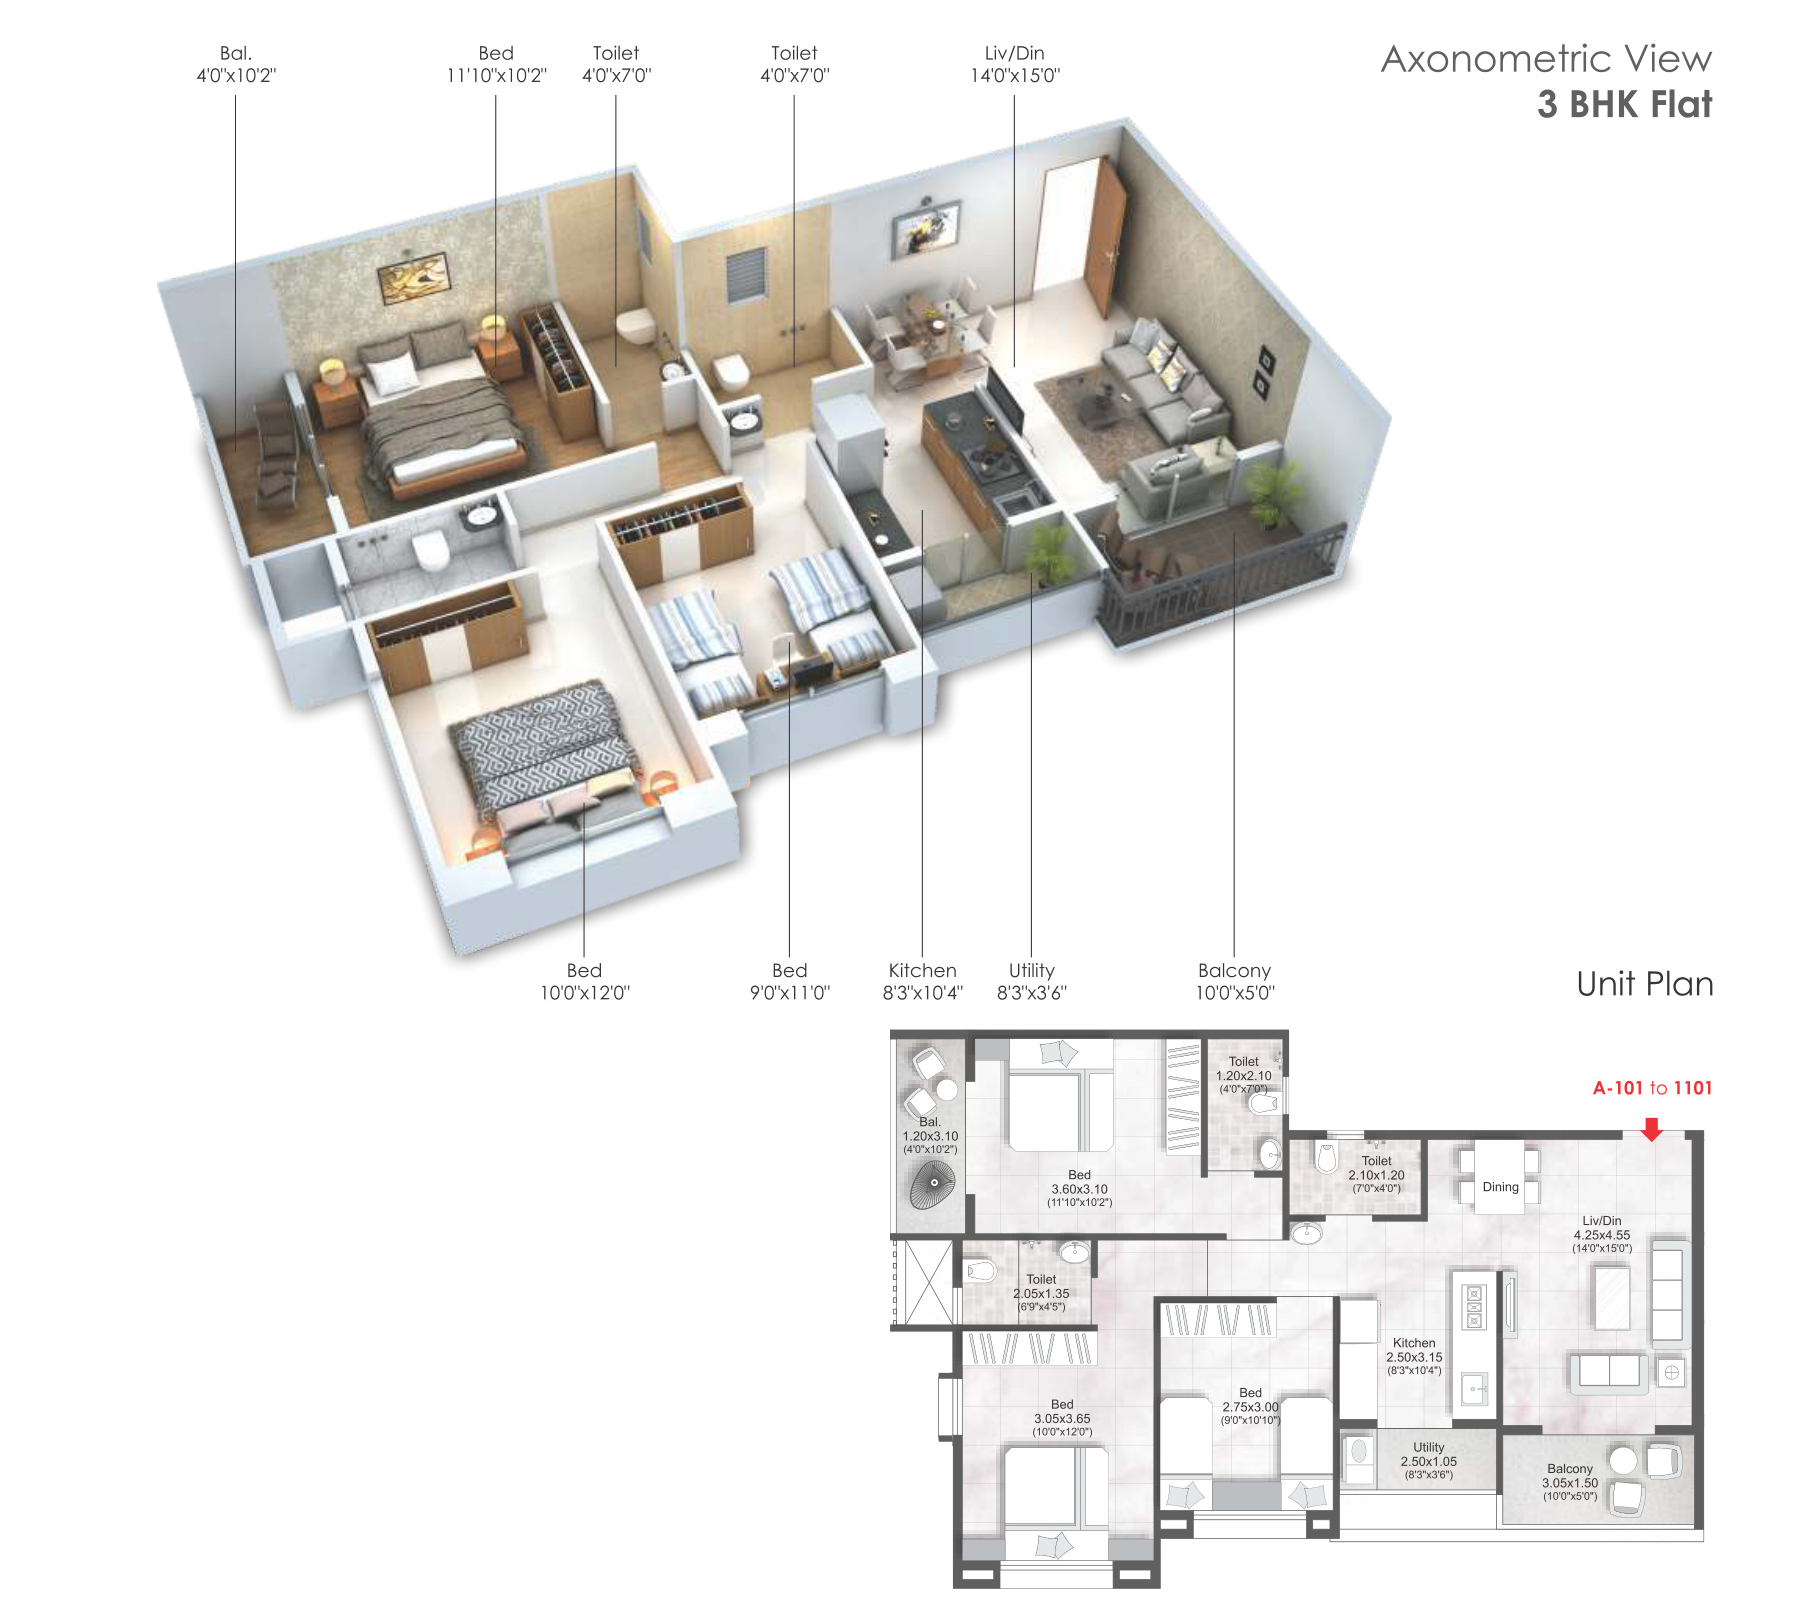 Axonometric View
3 BHK Flat
Bal.
4'0"x10'2"
Bed
11'10"x10'2"
Toilet
4'0"x7'0"
Toilet
4'0"x7'0"
Liv/Din
14'0"x15'0"
Bed
10'0"x12'0"
Bed
9'0"x11'0"
Kitchen
8'3"x10'4"
Utility
8'3"x3'6"
Balcony
10'0"x5'0"
Unit Plan
A-101 to 1101
Toilet
1.20x2.10
(4'0"x7'0")
Bal.
1.20x3.10
(4'0"x10'2")
Bed
3.60x3.10
(11'10"x10'2")
Toilet
2.10x1.20
(7'0"x4'0")
Dining
Liv/Din
4.25x4.55
(14'0"x15'0")
Toilet
2.05x1.35
(6'9"x4'5")
Kitchen
2.50x3.15
(8'3"x10'4")
Bed
3.05x3.65
(10'0"x12'0")
Bed
2.75x3.00
(9'0"x10'10")
Utility
2.50x1.05
(8'3"x3'6")
Balcony
3.05x1.50
(10'0"x5'0")